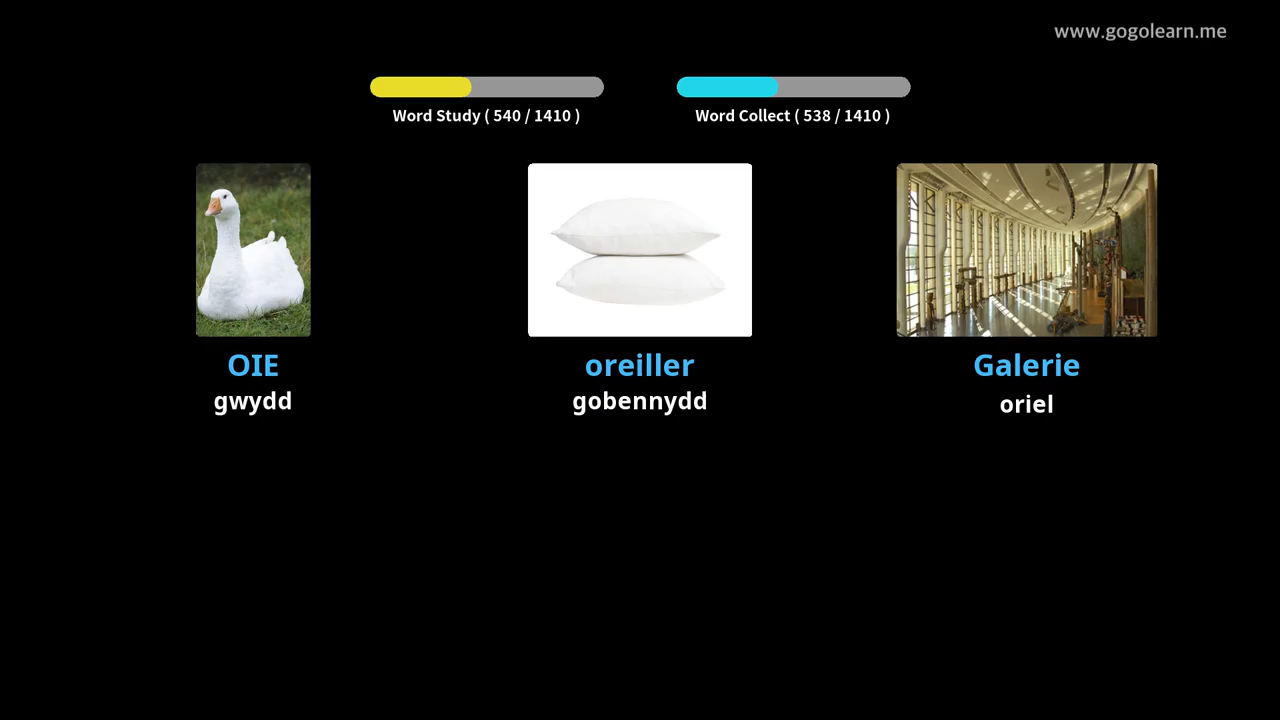 www.gogolearn.me
Word Study ( 540 / 1410 )
Word Collect ( 538 / 1410 )
OIE
gwydd
oreiller
gobennydd
Galerie
oriel